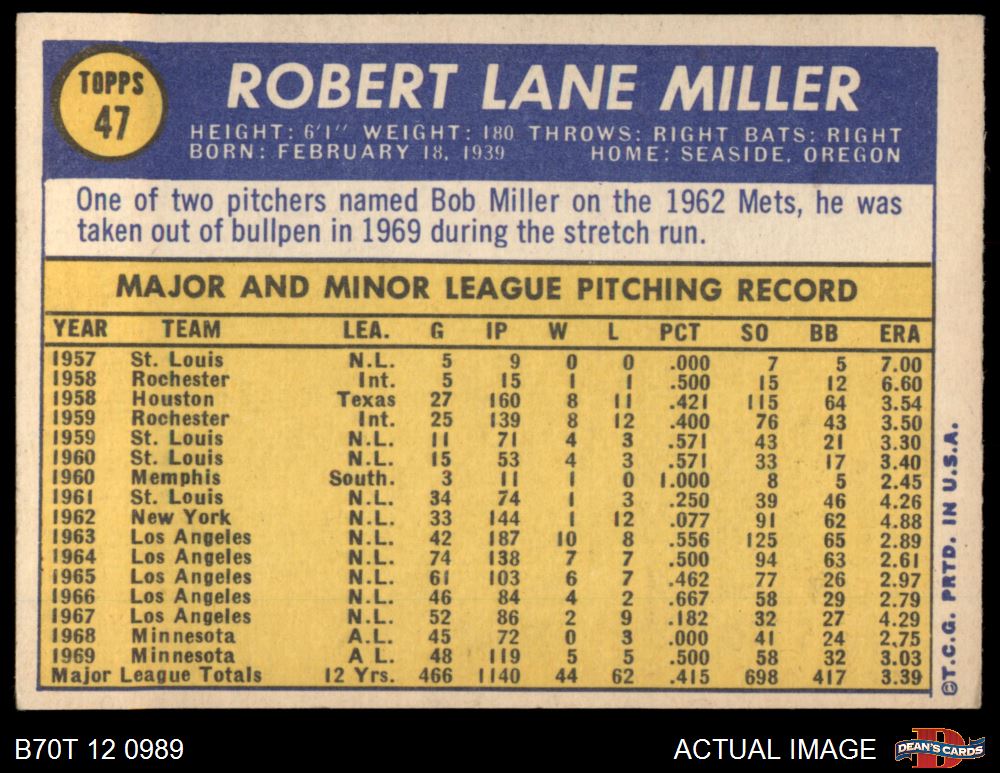 TOPPS
47
ROBERT LANE MILLER
HEIGHT: 6'1" WEIGHT: 180 THROWS: RIGHT BATS: RIGHT
BORN: FEBRUARY 18, 1939 HOME: SEASIDE, OREGON
One of two pitchers named Bob Miller on the 1962 Mets, he was
taken out of bullpen in 1969 during the stretch run.
MAJOR AND MINOR LEAGUE PITCHING RECORD
YEAR TEAM LEA. G IP W L PCT SO BB ERA
1957 St. Louis N.L. 5 9 0 0 .000 7 5 7.00
1958 Rochester Int. 5 15 1 1 .500 15 12 6.60
1958 Houston Texas 27 160 8 11 .421 115 64 3.54
1959 Rochester Int. 25 139 8 12 .400 76 43 3.50
1959 St. Louis N.L. 11 71 4 3 .571 43 21 3.30
1960 St. Louis N.L. 15 53 4 3 .571 33 17 3.40
1960 Memphis South. 3 11 1 0 1.000 8 5 2.45
1961 St. Louis N.L. 34 74 1 3 .250 39 46 4.26
1962 New York N.L. 33 144 1 12 .077 91 62 4.88
1963 Los Angeles N.L. 42 187 10 8 .556 125 65 2.89
1964 Los Angeles N.L. 74 138 7 7 .500 94 63 2.61
1965 Los Angeles N.L. 61 103 6 7 .462 77 26 2.97
1966 Los Angeles N.L. 46 84 4 2 .667 58 29 2.79
1967 Los Angeles N.L. 52 86 2 9 .182 32 27 4.29
1968 Minnesota A.L. 45 72 0 3 .000 41 24 2.75
1969 Minnesota A L. 48 119 5 5 .500 58 32 3.03
Major League Totals 12 Yrs. 466 1140 44 62 .415 698 417 3.39
©T.C.G. PRTD. IN U.S.A.
B70T 12 0989
ACTUAL IMAGE
D
DEAN'S CARDS